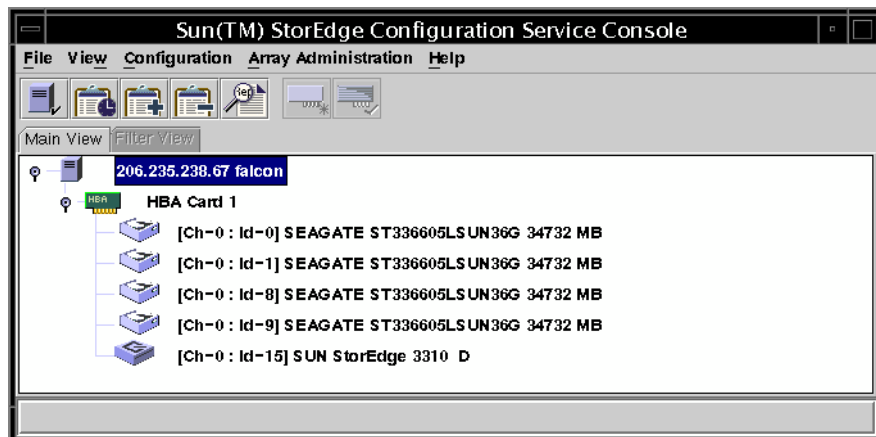 Sun(TM) StorEdge Configuration Service Console
File View Configuration Array Administration Help
Rep
Main View Filter View
206.235.238.67 falcon
HBA HBA Card 1
[Ch-0 : Id-0] SEAGATE ST336605LSUN36G 34732 MB
[Ch-0 : Id-1] SEAGATE ST336605LSUN36G 34732 MB
[Ch-0 : Id-8] SEAGATE ST336605LSUN36G 34732 MB
[Ch-0 : Id-9] SEAGATE ST336605LSUN36G 34732 MB
[Ch-0 : Id-15] SUN StorEdge 3310 D